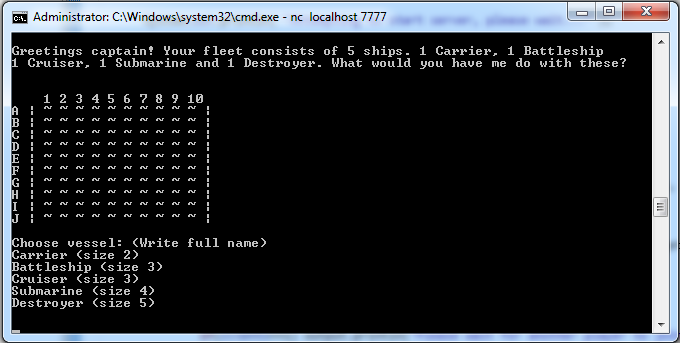 Administrator: C:\Windows\system32\cmd.exe - nc localhost 7777
Greetings captain! Your fleet consists of 5 ships. 1 Carrier, 1 Battleship
1 Cruiser, 1 Submarine and 1 Destroyer. What would you have me do with these?
1 2 3 4 5 6 7 8 9 10
A | ~ ~ ~ ~ ~ ~ ~ ~ ~ ~ |
B | ~ ~ ~ ~ ~ ~ ~ ~ ~ ~ |
C | ~ ~ ~ ~ ~ ~ ~ ~ ~ ~ |
D | ~ ~ ~ ~ ~ ~ ~ ~ ~ ~ |
E | ~ ~ ~ ~ ~ ~ ~ ~ ~ ~ |
F | ~ ~ ~ ~ ~ ~ ~ ~ ~ ~ |
G | ~ ~ ~ ~ ~ ~ ~ ~ ~ ~ |
H | ~ ~ ~ ~ ~ ~ ~ ~ ~ ~ |
I | ~ ~ ~ ~ ~ ~ ~ ~ ~ ~ |
J | ~ ~ ~ ~ ~ ~ ~ ~ ~ ~ |
Choose vessel: (Write full name)
Carrier (size 2)
Battleship (size 3)
Cruiser (size 3)
Submarine (size 4)
Destroyer (size 5)